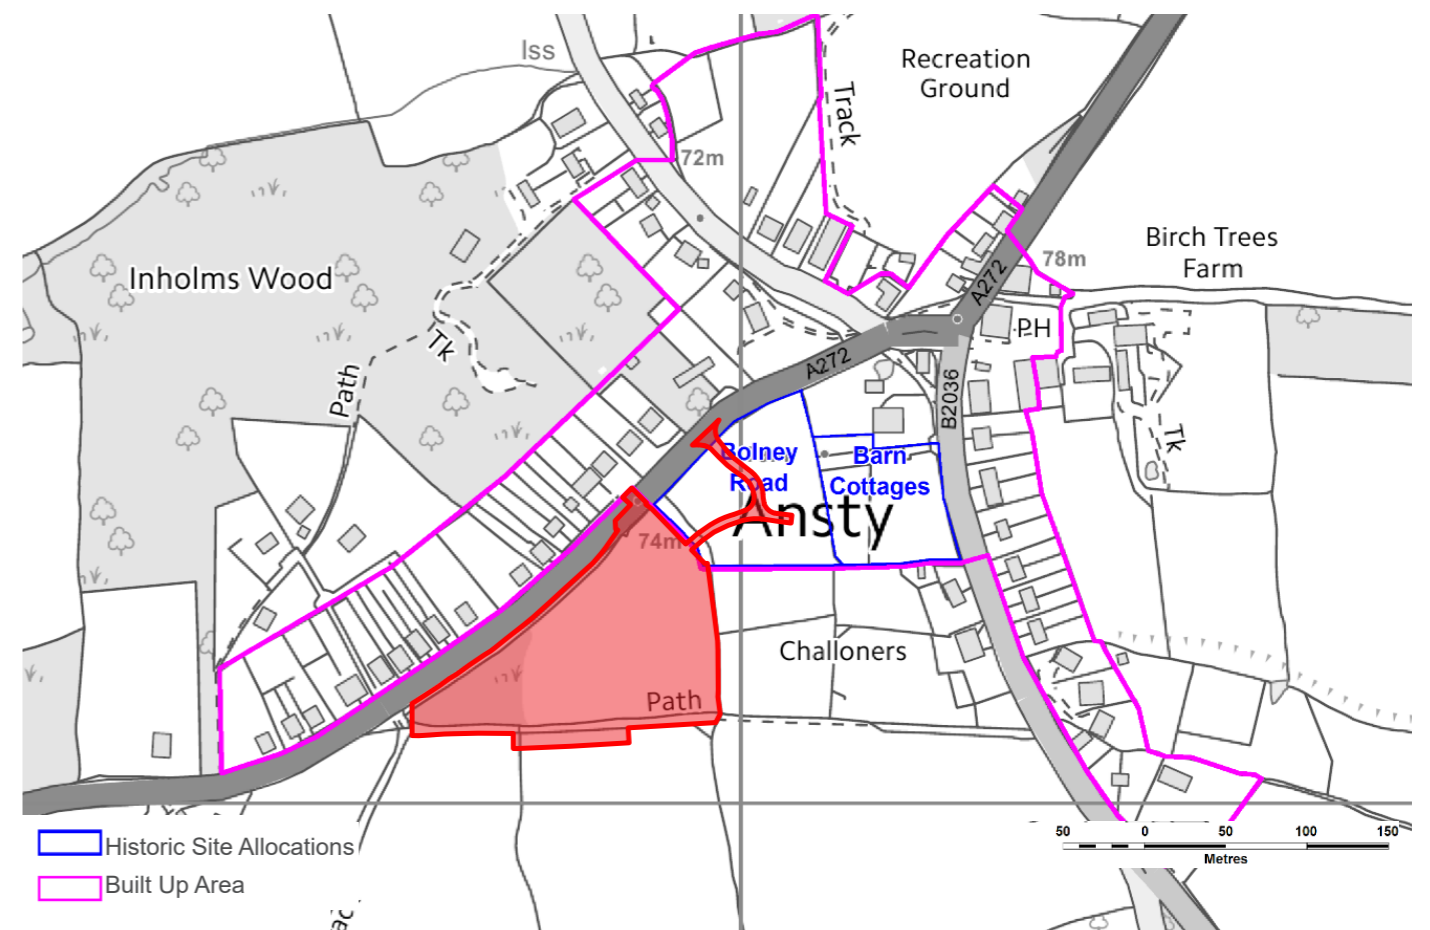 Iss
Recreation
Ground
Track
72m
Birch Trees
Farm
78m
A272
Inholms Wood
PH
Tk
A272
B2036
Path
Tk
Bolney
Road
Barn
Cottages
Ansty
74m
Challoners
Path
50 0 50 100 150
Metres
Historic Site Allocations
Built Up Area